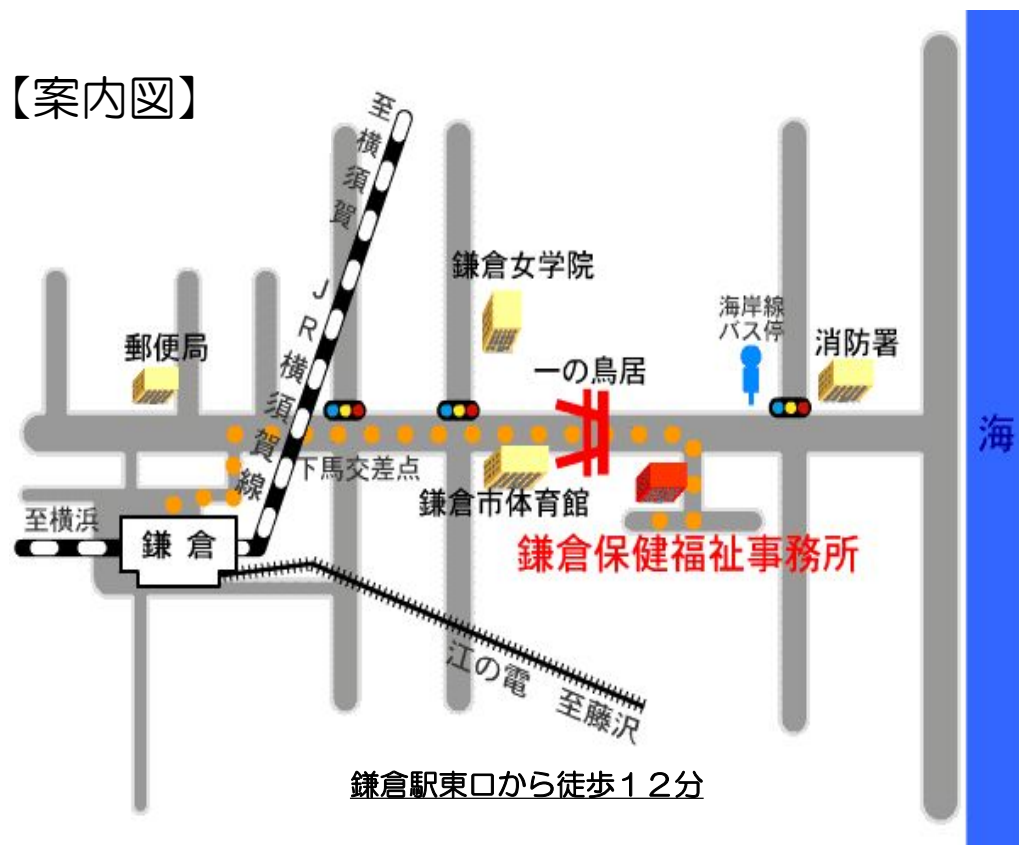 【案内図】
至横須賀
JR横須賀線
鎌倉女学院
海岸線
バス停
消防署
郵便局
一の鳥居
海
下馬交差点
鎌倉市体育館
至横浜
鎌倉
鎌倉保健福祉事務所
江の電 至藤沢
鎌倉駅東口から徒歩12分